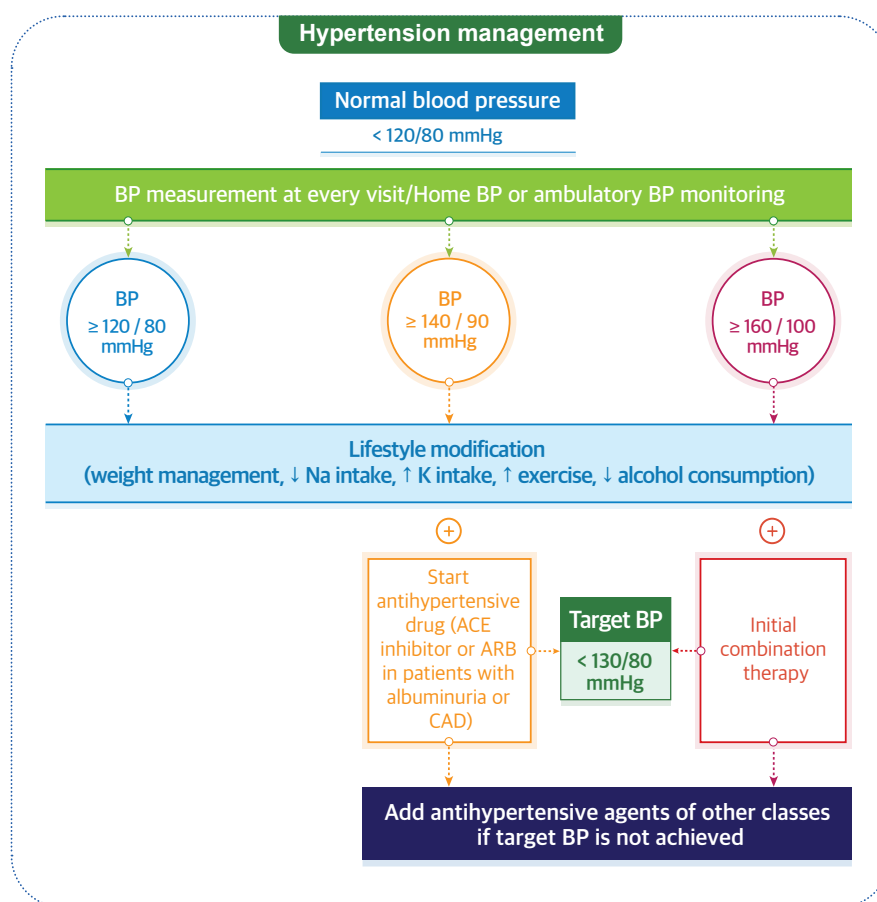 Hypertension management
Normal blood pressure
< 120/80 mmHg
BP measurement at every visit/Home BP or ambulatory BP monitoring
BP
≥ 120 / 80
mmHg
BP
≥ 140 / 90
mmHg
BP
≥ 160 / 100
mmHg
Lifestyle modification
(weight management, ↓ Na intake, ↑ K intake, ↑ exercise, ↓ alcohol consumption)
+
+
Start
antihypertensive
drug (ACE
inhibitor or ARB
in patients with
albuminuria or
CAD)
Target BP
< 130/80
mmHg
Initial
combination
therapy
Add antihypertensive agents of other classes
if target BP is not achieved